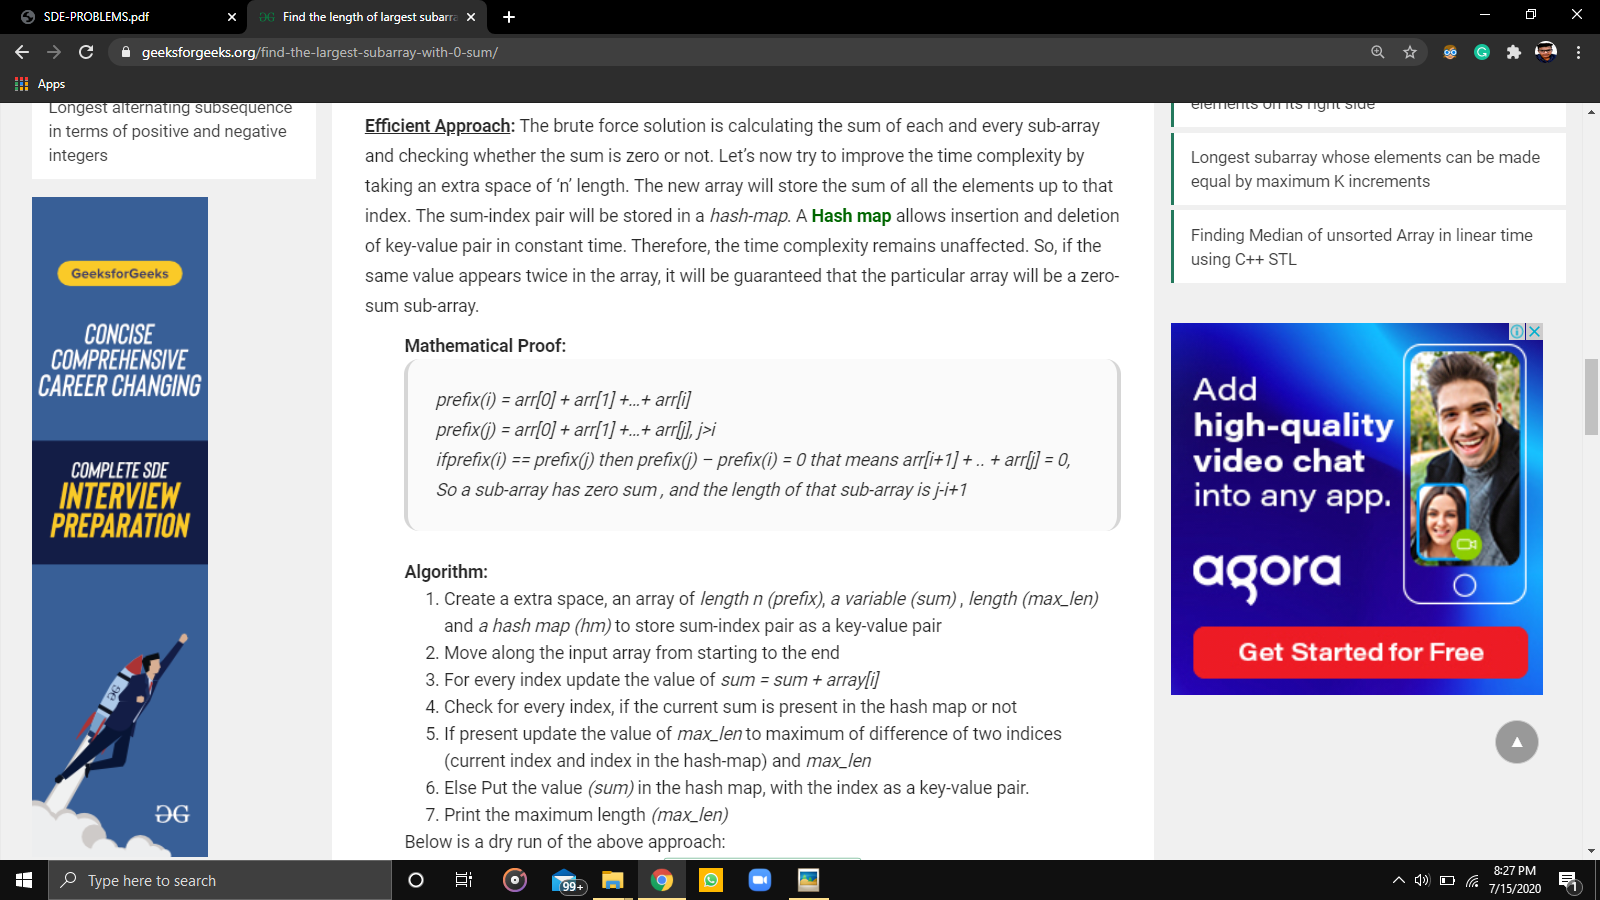 SDE-PROBLEMS.pdf
Find the length of largest subarra
geeksforgeeks.org/find-the-largest-subarray-with-0-sum/
Apps
Longest alternating subsequence
in terms of positive and negative
integers
GeeksforGeeks
CONCISE
COMPREHENSIVE
CAREER CHANGING
COMPLETE SDE
INTERVIEW
PREPARATION
Efficient Approach: The brute force solution is calculating the sum of each and every sub-array
and checking whether the sum is zero or not. Let’s now try to improve the time complexity by
taking an extra space of ‘n’ length. The new array will store the sum of all the elements up to that
index. The sum-index pair will be stored in a hash-map. A Hash map allows insertion and deletion
of key-value pair in constant time. Therefore, the time complexity remains unaffected. So, if the
same value appears twice in the array, it will be guaranteed that the particular array will be a zero-
sum sub-array.
Mathematical Proof:
prefix(i) = arr[0] + arr[1] +...+ arr[i]
prefix(j) = arr[0] + arr[1] +...+ arr[j], j>i
ifprefix(i) == prefix(j) then prefix(j) – prefix(i) = 0 that means arr[i+1] + .. + arr[j] = 0,
So a sub-array has zero sum , and the length of that sub-array is j-i+1
Algorithm:
1. Create a extra space, an array of length n (prefix), a variable (sum) , length (max_len)
and a hash map (hm) to store sum-index pair as a key-value pair
2. Move along the input array from starting to the end
3. For every index update the value of sum = sum + array[i]
4. Check for every index, if the current sum is present in the hash map or not
5. If present update the value of max_len to maximum of difference of two indices
(current index and index in the hash-map) and max_len
6. Else Put the value (sum) in the hash map, with the index as a key-value pair.
7. Print the maximum length (max_len)
Below is a dry run of the above approach:
elements on its right side
Longest subarray whose elements can be made
equal by maximum K increments
Finding Median of unsorted Array in linear time
using C++ STL
Add
high-quality
video chat
into any app.
agora
Get Started for Free
Type here to search
99+
8:27 PM
7/15/2020
1